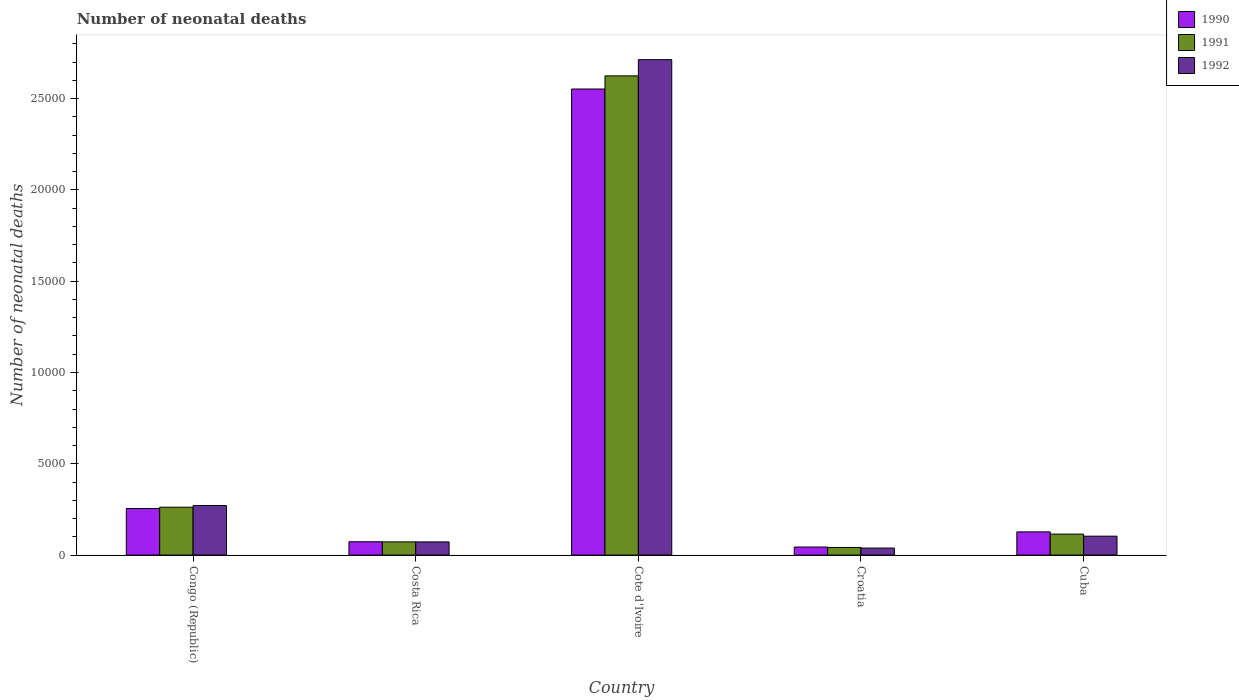 Number of neonatal deaths
1990
1991
1992
Number of neonatal deaths
25000
20000
15000
10000
5000
0
Congo (Republic)
Costa Rica
Cote d'Ivoire
Croatia
Cuba
Country